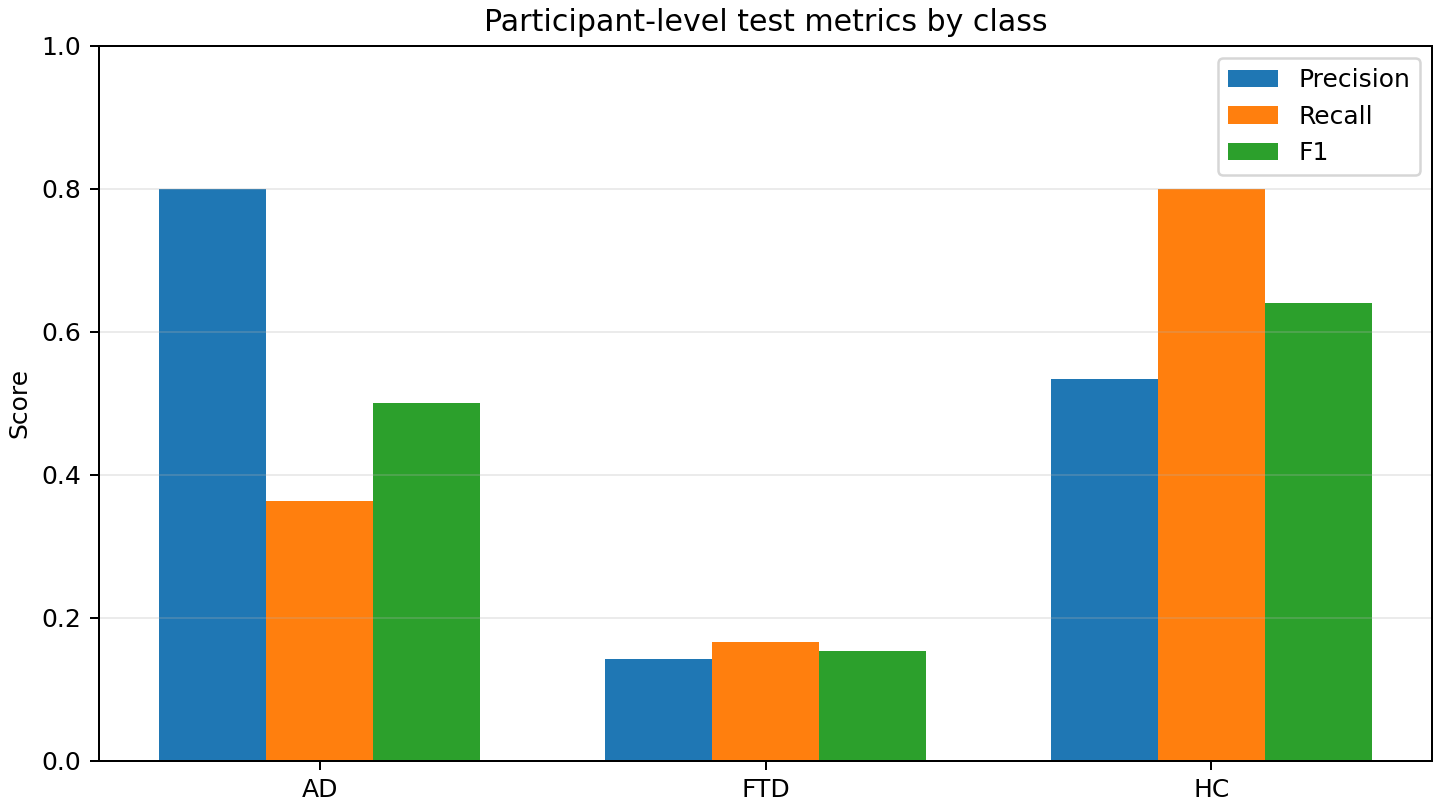 Participant-level test metrics by class
1.0
0.8
0.6
0.4
0.2
0.0
Score
Precision
Recall
F1
AD
FTD
HC